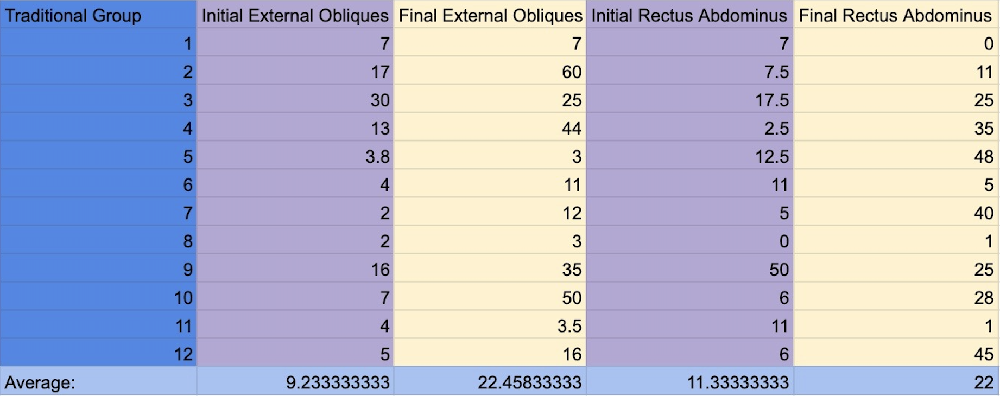 Traditional Group Initial External Obliques Final External Obliques Initial Rectus Abdominus Final Rectus Abdominus
1 7 7 7 0
2 17 60 7.5 11
3 30 25 17.5 25
4 13 44 2.5 35
5 3.8 3 12.5 48
6 4 11 11 5
7 2 12 5 40
8 2 3 0 1
9 16 35 50 25
10 7 50 6 28
11 4 3.5 11 1
12 5 16 6 45
Average: 9.233333333 22.45833333 11.33333333 22